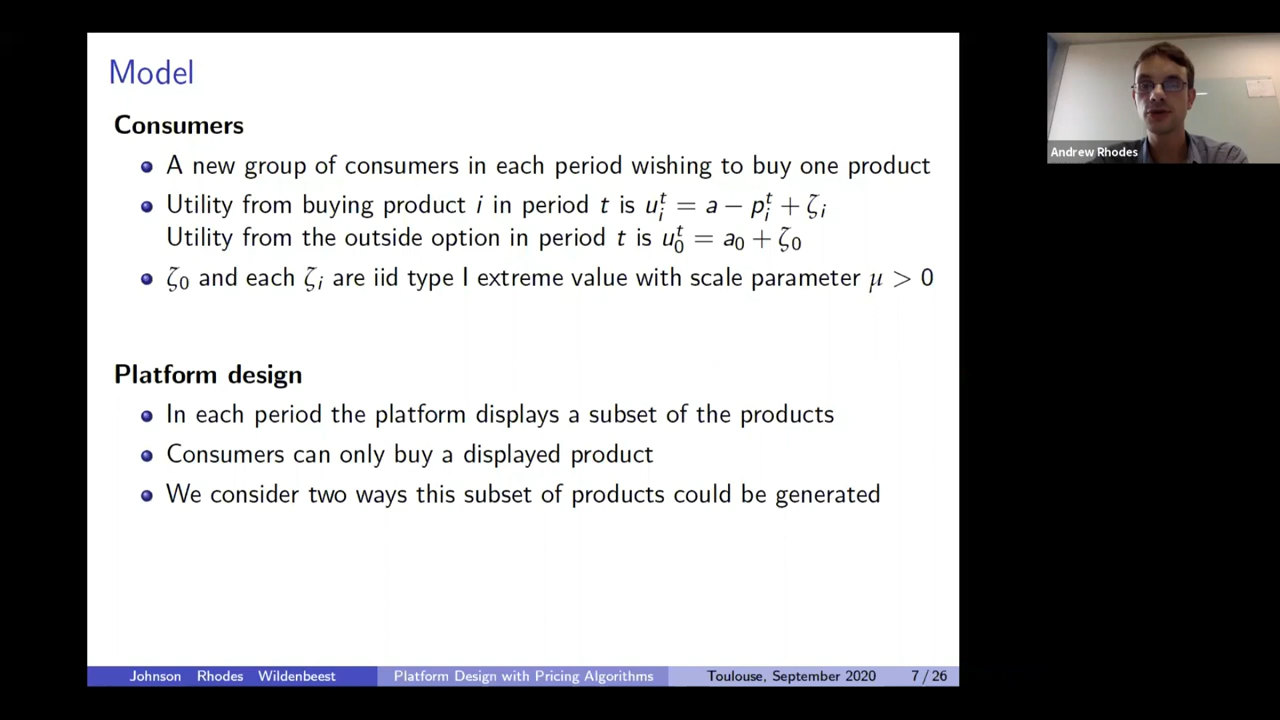 Model
Consumers
A new group of consumers in each period wishing to buy one product
Utility from buying product i in period t is u_i^t = a − p_i^t + ζ_i
Utility from the outside option in period t is u_0^t = a_0 + ζ_0
ζ_0 and each ζ_i are iid type I extreme value with scale parameter μ > 0
Platform design
In each period the platform displays a subset of the products
Consumers can only buy a displayed product
We consider two ways this subset of products could be generated
Johnson Rhodes Wildenbeest Platform Design with Pricing Algorithms Toulouse, September 2020 7 / 26
Andrew Rhodes